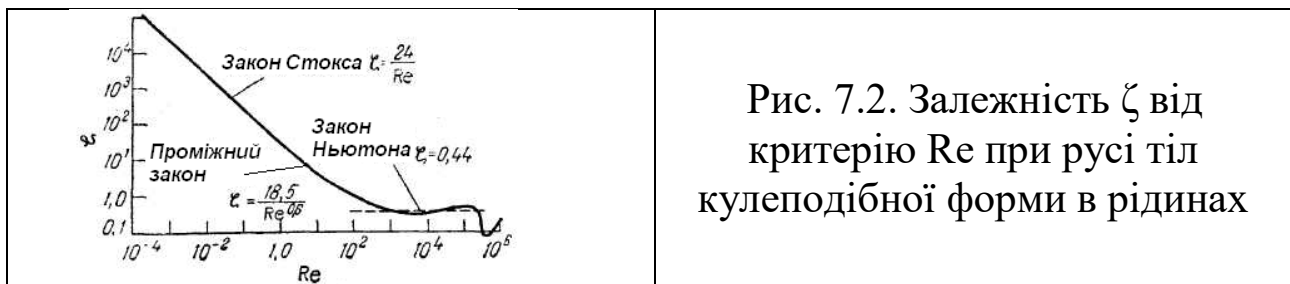 10⁴
10³
10²
10¹
1,0
0,1
ζ
Закон Стокса ζ = 24/Re
Закон
Ньютона ζ = 0,44
Проміжний
закон
ζ = 18,5/Re⁰·⁶
10⁻⁴ 10⁻² 1,0 10² 10⁴ 10⁶
Re
Рис. 7.2. Залежність ζ від
критерію Re при русі тіл
кулеподібної форми в рідинах